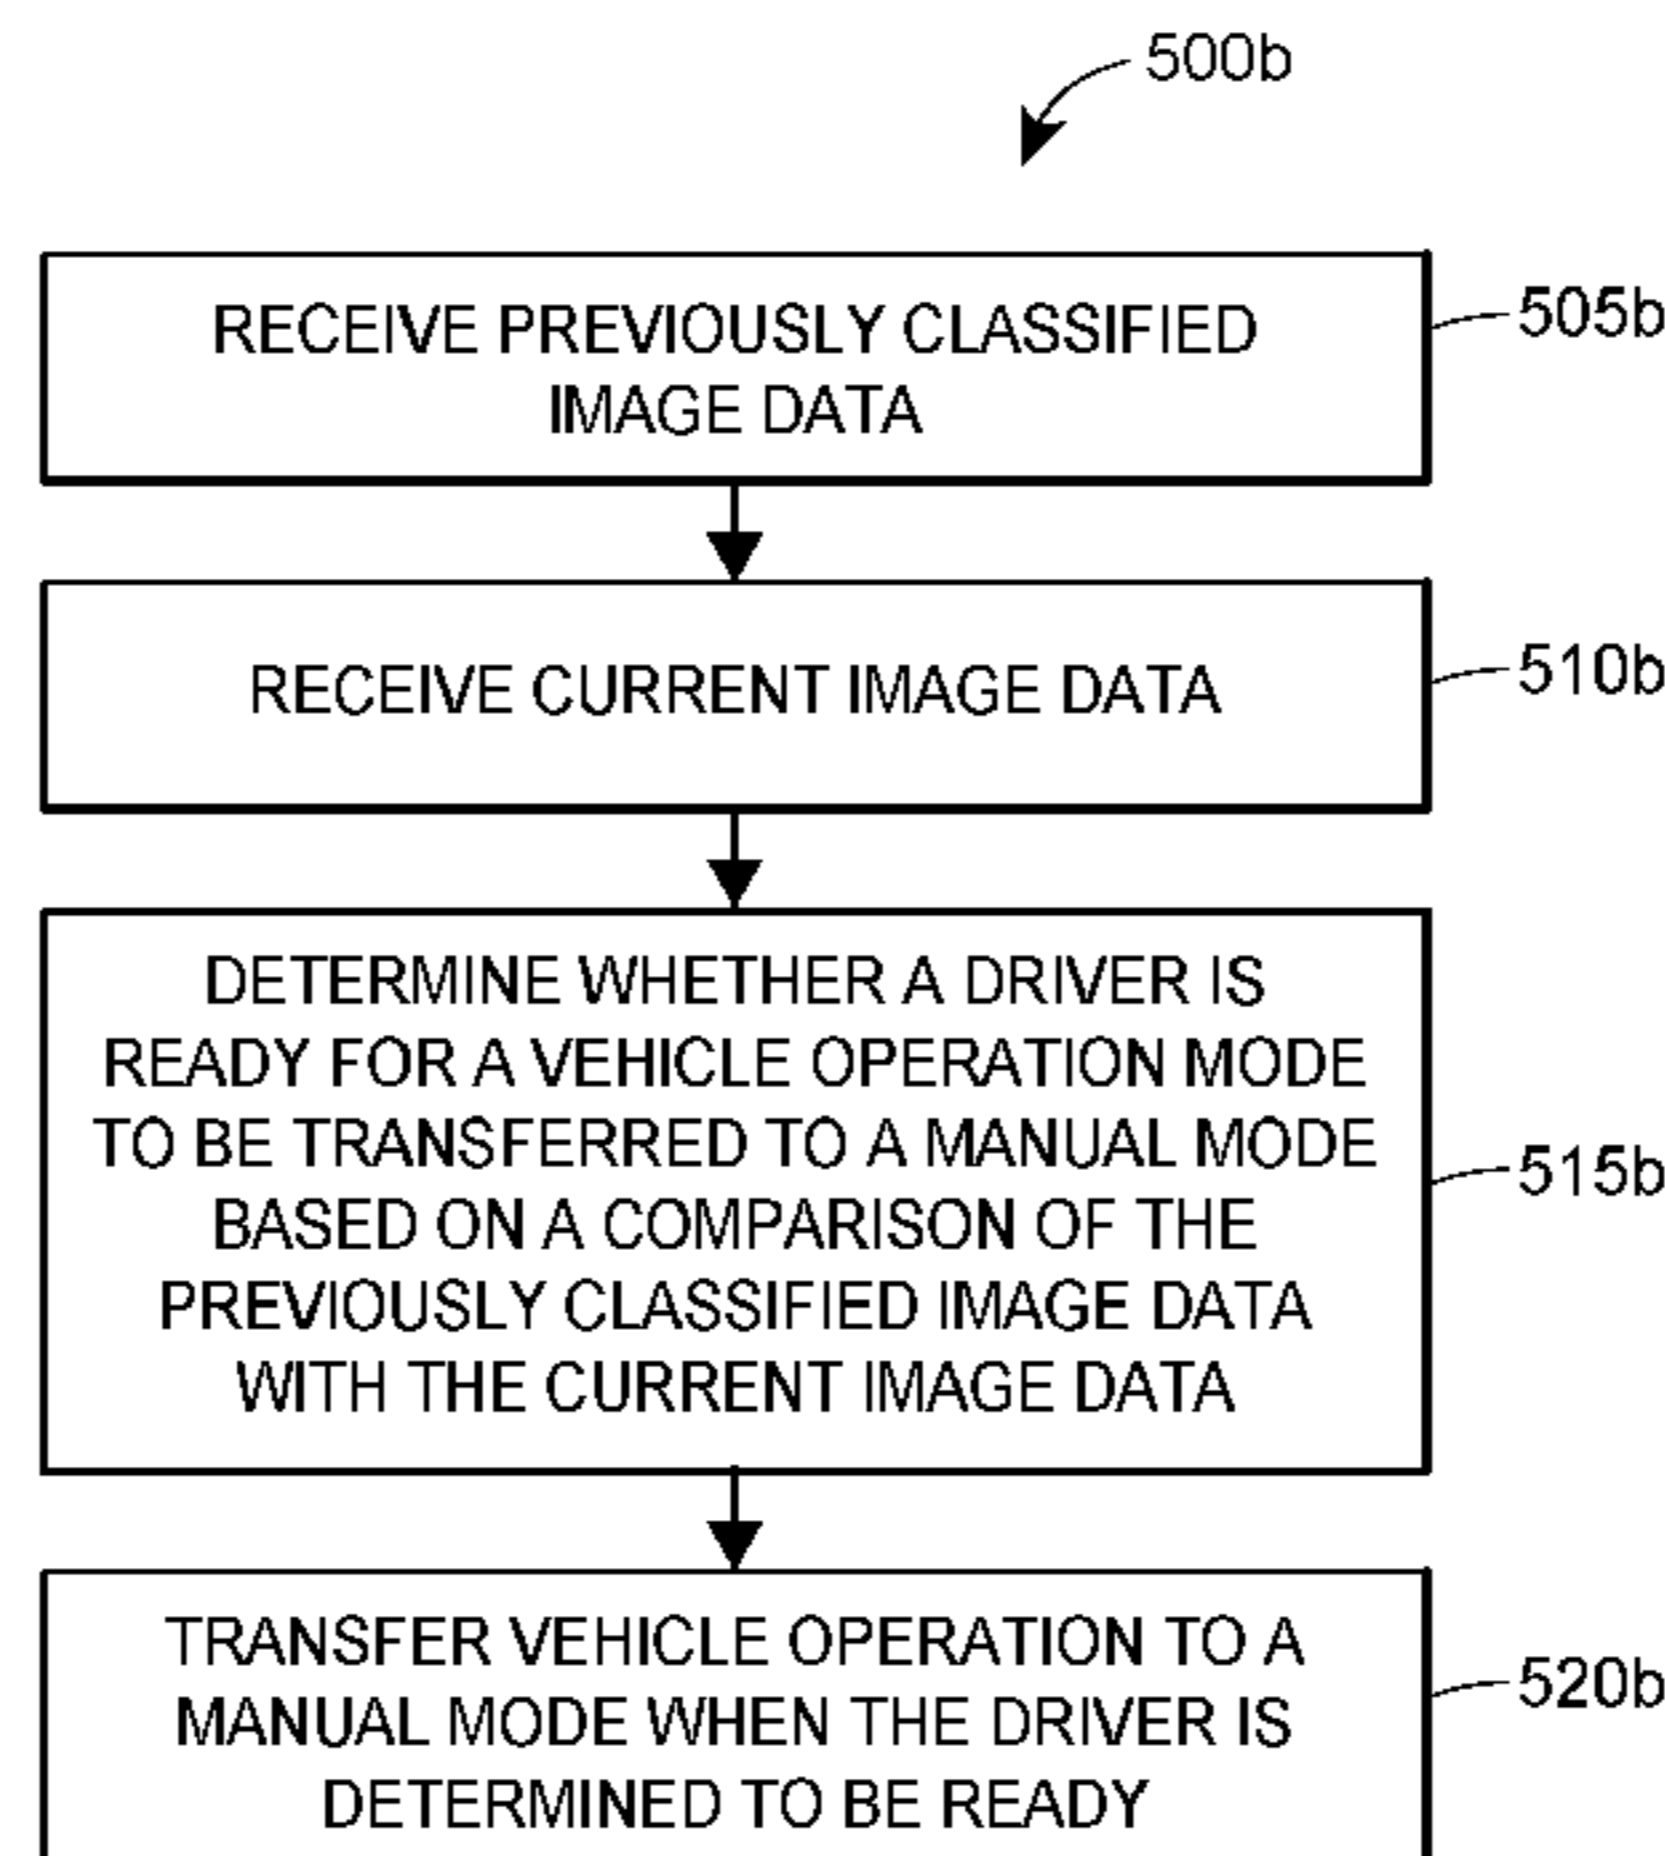 500b
RECEIVE PREVIOUSLY CLASSIFIED
IMAGE DATA
505b
RECEIVE CURRENT IMAGE DATA
510b
DETERMINE WHETHER A DRIVER IS
READY FOR A VEHICLE OPERATION MODE
TO BE TRANSFERRED TO A MANUAL MODE
BASED ON A COMPARISON OF THE
PREVIOUSLY CLASSIFIED IMAGE DATA
WITH THE CURRENT IMAGE DATA
515b
TRANSFER VEHICLE OPERATION TO A
MANUAL MODE WHEN THE DRIVER IS
DETERMINED TO BE READY
520b